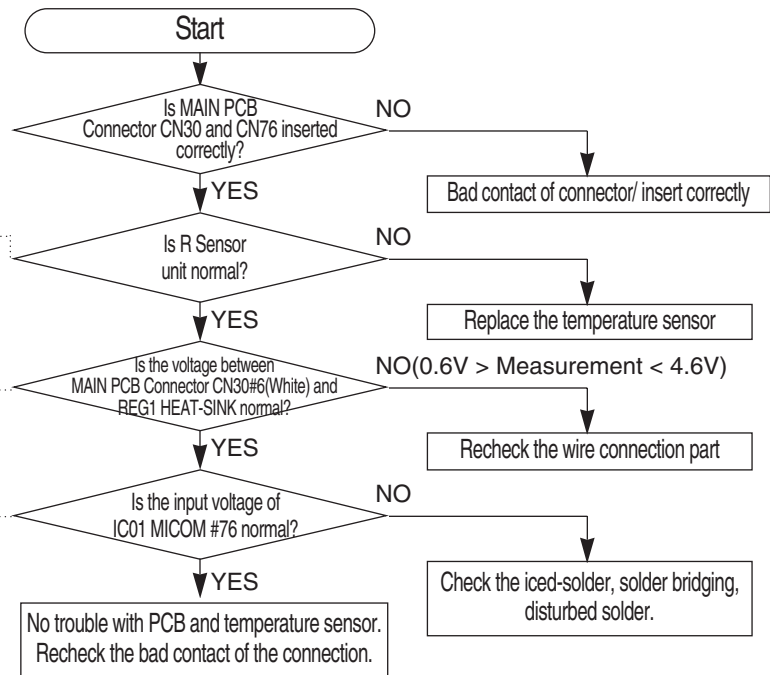 Start
Is MAIN PCB
Connector CN30 and CN76 inserted
correctly?
NO
Bad contact of connector/ insert correctly
YES
Is R Sensor
unit normal?
NO
Replace the temperature sensor
YES
Is the voltage between
MAIN PCB Connector CN30#6(White) and
REG1 HEAT-SINK normal?
NO(0.6V > Measurement < 4.6V)
Recheck the wire connection part
YES
Is the input voltage of
IC01 MICOM #76 normal?
NO
Check the iced-solder, solder bridging,
disturbed solder.
YES
No trouble with PCB and temperature sensor.
Recheck the bad contact of the connection.